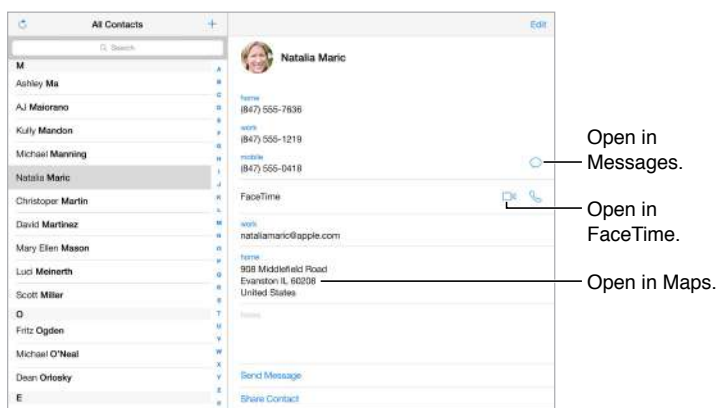 All Contacts
+
Edit
Search
M
Ashley Ma
AJ Maiorano
Kully Mandon
Michael Manning
Natalia Maric
Christoper Martin
David Martinez
Mary Ellen Mason
Luci Meinerth
Scott Miller
O
Fritz Ogden
Michael O'Neal
Dean Orlosky
E
A
B
C
D
E
F
G
H
I
J
K
L
M
N
O
P
Q
R
S
T
U
V
W
X
Y
Z
#
Natalia Maric
home
(847) 555-7636
work
(847) 555-1219
mobile
(847) 555-0418
FaceTime
work
nataliamaric@apple.com
home
908 Middlefield Road
Evanston IL 60208
United States
Notes
Send Message
Share Contact
Open in
Messages.
Open in
FaceTime.
Open in Maps.